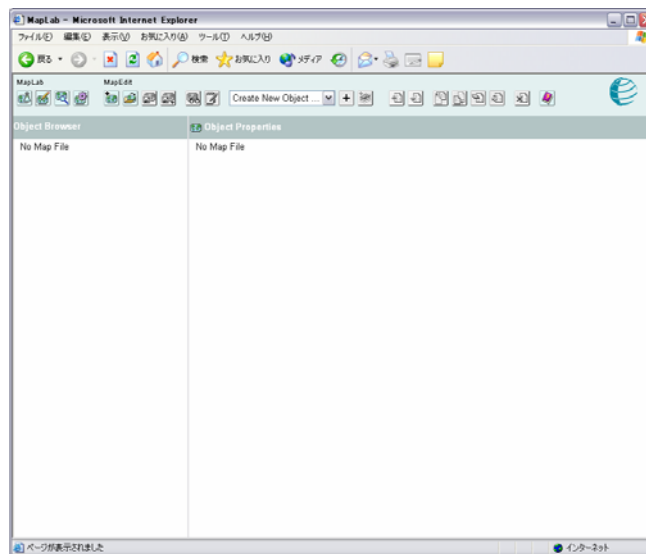 MapLab - Microsoft Internet Explorer
ファイル(F) 編集(E) 表示(V) お気に入り(A) ツール(T) ヘルプ(H)
戻る 検索 お気に入り メディア
MapLab MapEdit
Create New Object ...
Object Browser Object Properties
No Map File No Map File
ページが表示されました インターネット